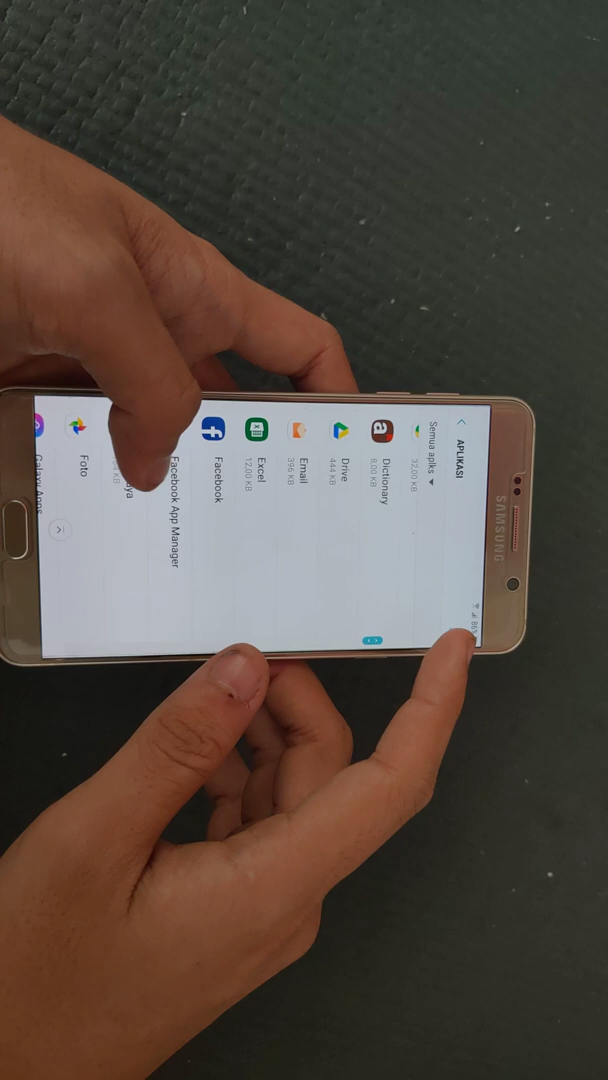 SAMSUNG
86
APLIKASI
Semua aplks
32,00 KB
Dictionary
8,00 KB
Drive
444 KB
Email
396 KB
Excel
12,00 KB
Facebook
Facebook App Manager
Foto
Galaxy Apps